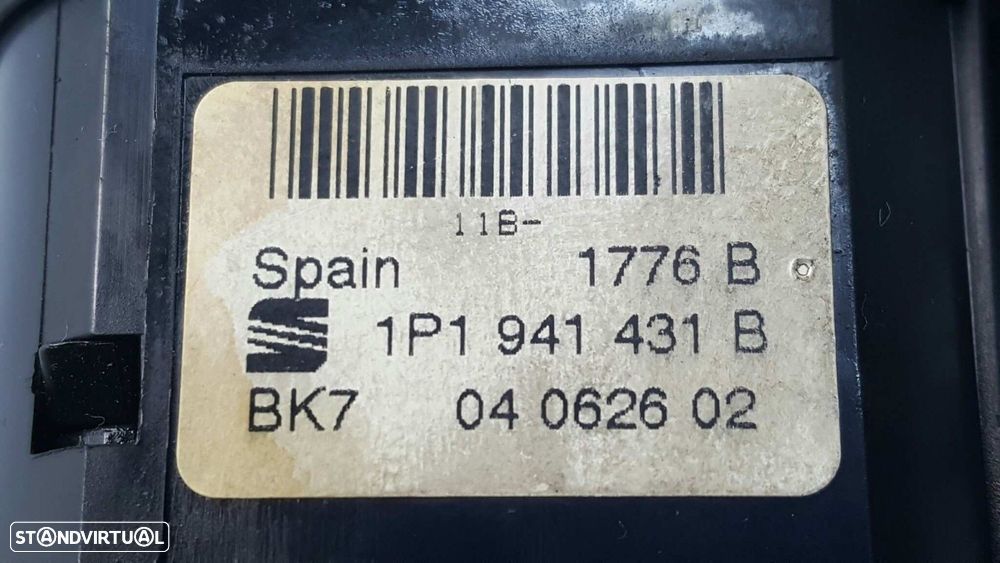 11B-
Spain 1776 B
1P1 941 431 B
BK7 04 0626 02
STANDVIRTUAL